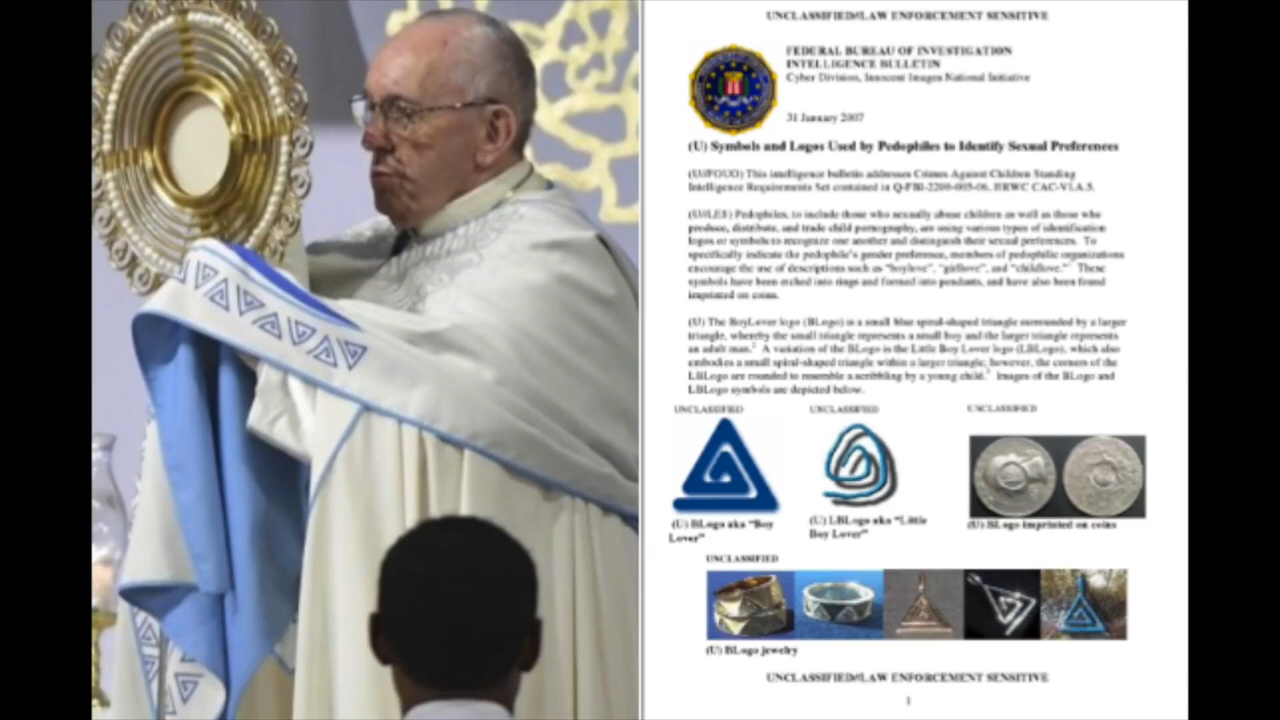 UNCLASSIFIED//LAW ENFORCEMENT SENSITIVE
FEDERAL BUREAU OF INVESTIGATION
INTELLIGENCE BULLETIN
Cyber Division, Innocent Images National Initiative
31 January 2007
(U) Symbols and Logos Used by Pedophiles to Identify Sexual Preferences
(U//FOUO) This intelligence bulletin addresses Crimes Against Children Standing
Intelligence Requirements Set contained in Q-FBI-2200-005-06, HRWC CAC-VI.A.5.
(U//LES) Pedophiles, to include those who sexually abuse children as well as those who
produce, distribute, and trade child pornography, are using various types of identification
logos or symbols to recognize one another and distinguish their sexual preferences. To
specifically indicate the pedophile's gender preference, members of pedophilic organizations
encourage the use of descriptions such as "boylove", "girllove", and "childlove." These
symbols have been etched into rings and formed into pendants, and have also been found
imprinted on coins.
(U) The BoyLover logo (BLogo) is a small blue spiral-shaped triangle surrounded by a larger
triangle, whereby the small triangle represents a small boy and the larger triangle represents
an adult man.2 A variation of the BLogo is the Little Boy Lover logo (LBLogo), which also
embodies a small spiral-shaped triangle within a larger triangle; however, the corners of the
LBLogo are rounded to resemble a scribbling by a young child.3 Images of the BLogo and
LBLogo symbols are depicted below.
UNCLASSIFIED
UNCLASSIFIED
UNCLASSIFIED
(U) BLogo aka "Boy
Lover"
(U) LBLogo aka "Little
Boy Lover"
(U) BLogo imprinted on coins
UNCLASSIFIED
(U) BLogo jewelry
UNCLASSIFIED//LAW ENFORCEMENT SENSITIVE
1